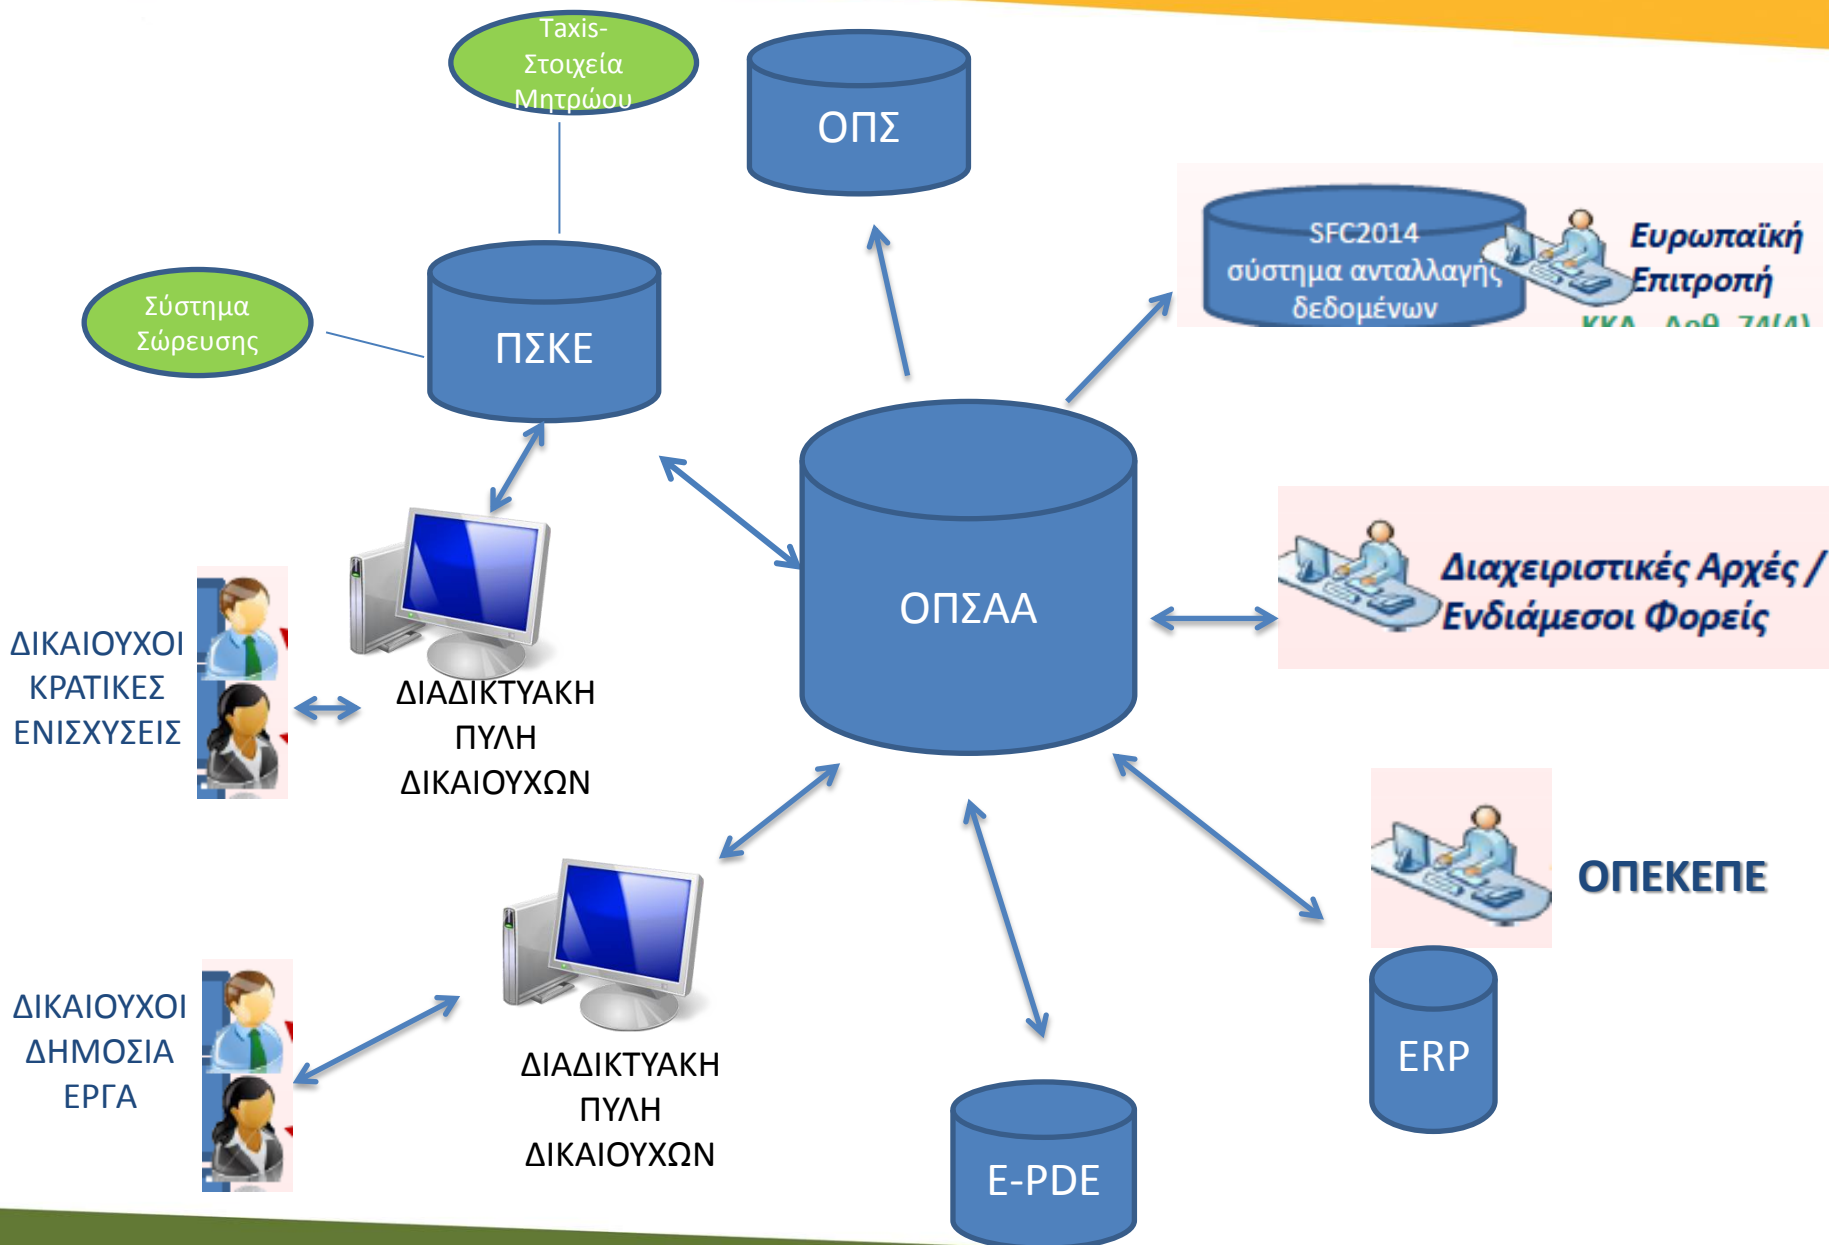 Taxis-
Στοιχεία
Μητρώου
ΟΠΣ
SFC2014
σύστημα ανταλλαγής
δεδομένων
Ευρωπαϊκή
Επιτροπή
Σύστημα
Σώρευσης
ΠΣΚΕ
ΟΠΣΑΑ
Διαχειριστικές Αρχές /
Ενδιάμεσοι Φορείς
ΔΙΚΑΙΟΥΧΟΙ
ΚΡΑΤΙΚΕΣ
ΕΝΙΣΧΥΣΕΙΣ
ΔΙΑΔΙΚΤΥΑΚΗ
ΠΥΛΗ
ΔΙΚΑΙΟΥΧΩΝ
ΟΠΕΚΕΠΕ
ERP
ΔΙΚΑΙΟΥΧΟΙ
ΔΗΜΟΣΙΑ
ΕΡΓΑ
ΔΙΑΔΙΚΤΥΑΚΗ
ΠΥΛΗ
ΔΙΚΑΙΟΥΧΩΝ
E-PDE